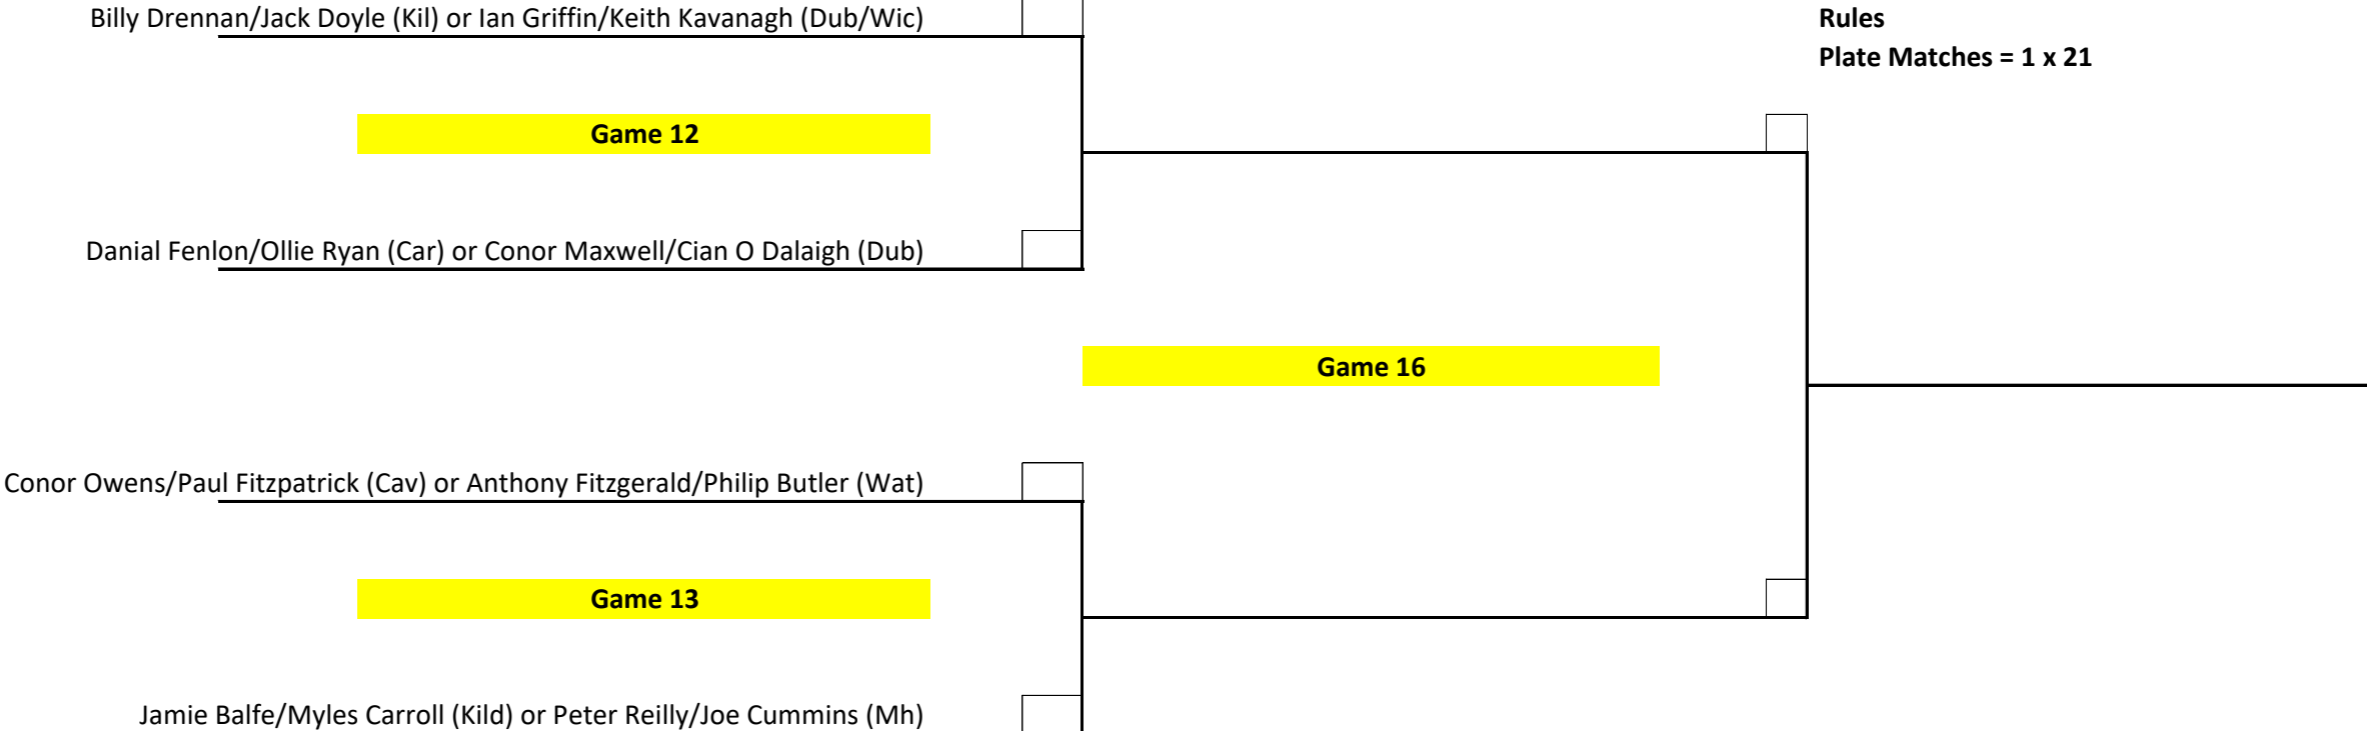 Billy Drennan/Jack Doyle (Kil) or Ian Griffin/Keith Kavanagh (Dub/Wic)
Rules
Plate Matches = 1 x 21
Game 12
Danial Fenlon/Ollie Ryan (Car) or Conor Maxwell/Cian O Dalaigh (Dub)
Game 16
Conor Owens/Paul Fitzpatrick (Cav) or Anthony Fitzgerald/Philip Butler (Wat)
Game 13
Jamie Balfe/Myles Carroll (Kild) or Peter Reilly/Joe Cummins (Mh)